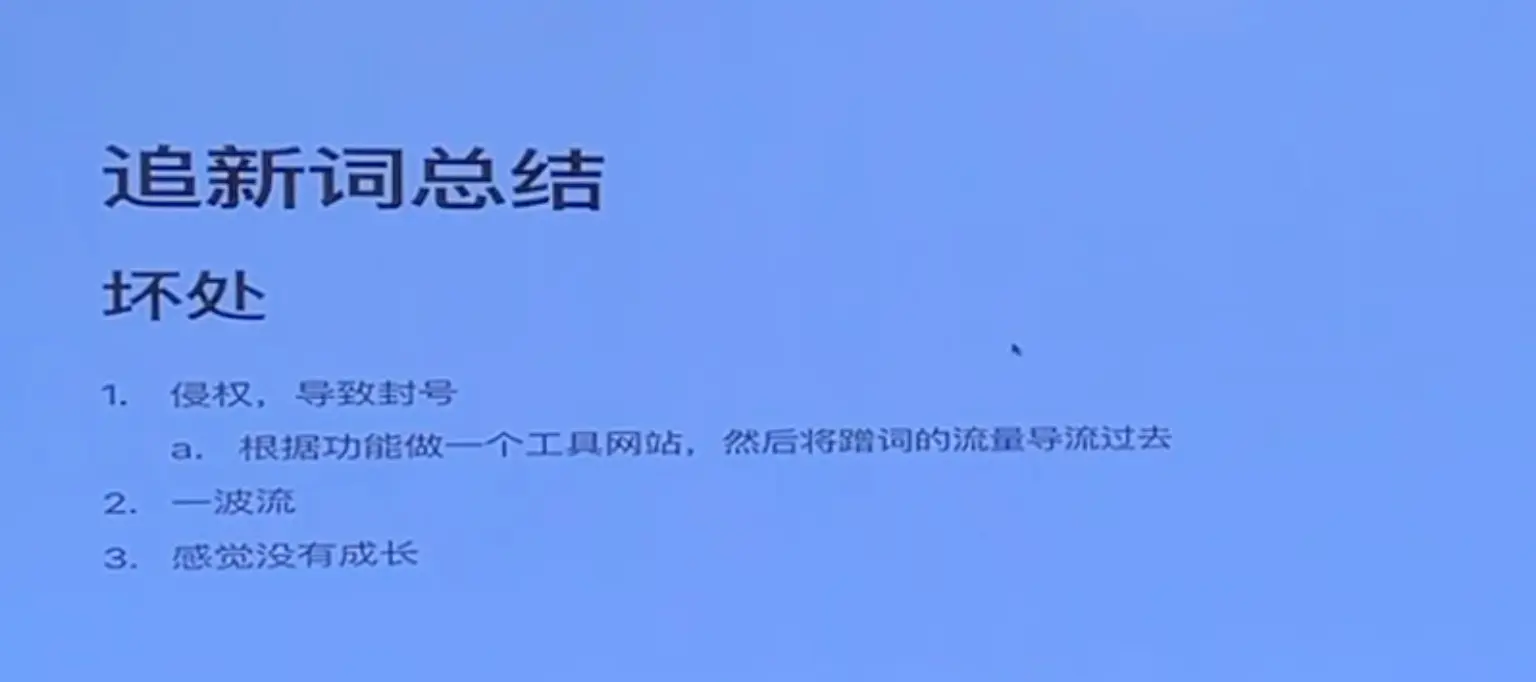 追新词总结
坏处
1. 侵权，导致封号
a. 根据功能做一个工具网站，然后将蹭词的流量导流过去
2. 一波流
3. 感觉没有成长